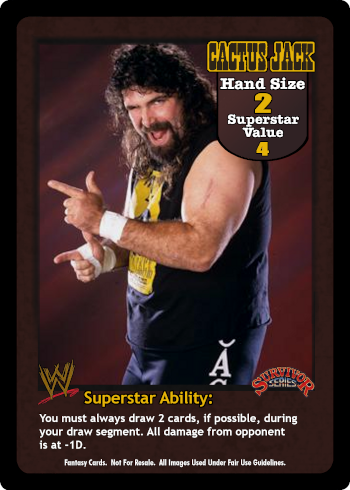 CACTUS JACK
Hand Size
2
Superstar
Value
4
W
SURVIVOR
SERIES
Superstar Ability:
You must always draw 2 cards, if possible, during
your draw segment. All damage from opponent
is at -1D.
Fantasy Cards. Not For Resale. All Images Used Under Fair Use Guidelines.